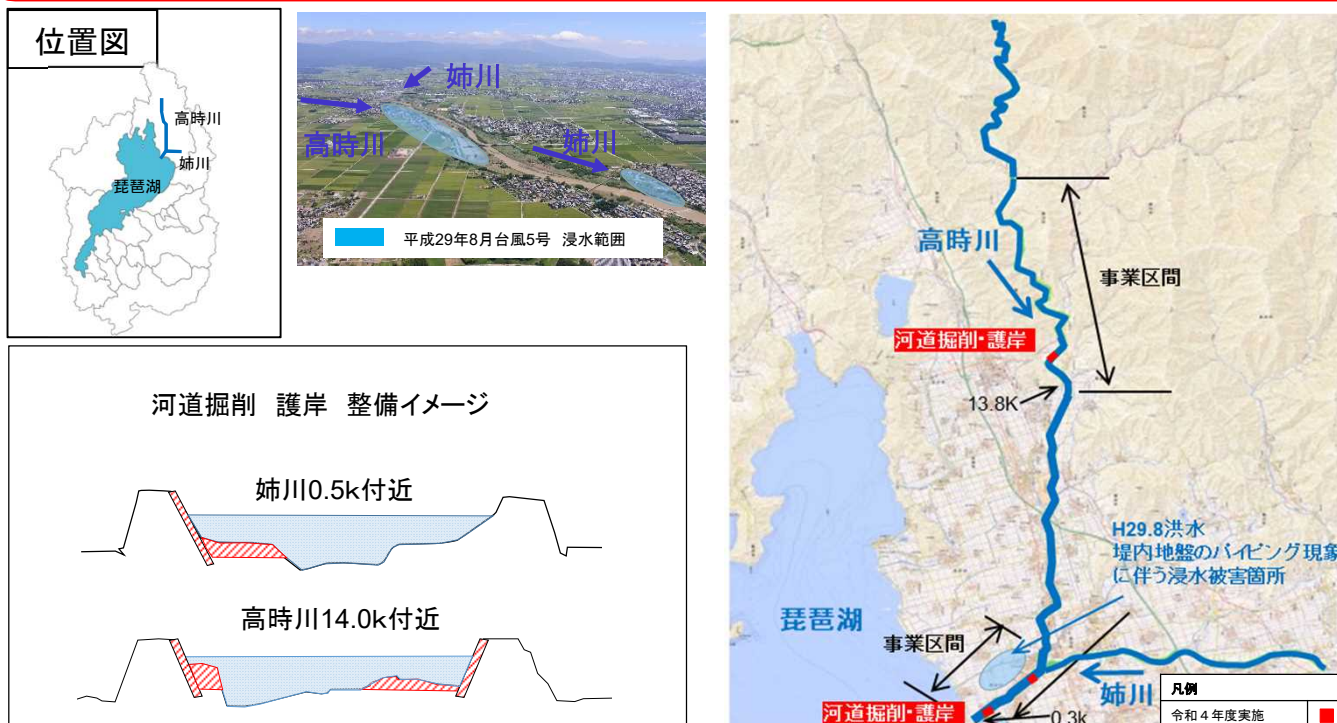 位置図
高時川
姉川
琵琶湖
姉川
高時川
姉川
平成29年8月台風5号 浸水範囲
河道掘削 護岸 整備イメージ
姉川0.5k付近
高時川14.0k付近
高時川
事業区間
河道掘削・護岸
13.8K
H29.8洪水
堤内地盤のパイピング現象
に伴う浸水被害箇所
琵琶湖
事業区間
姉川
河道掘削・護岸
0.3k
凡例
令和4年度実施